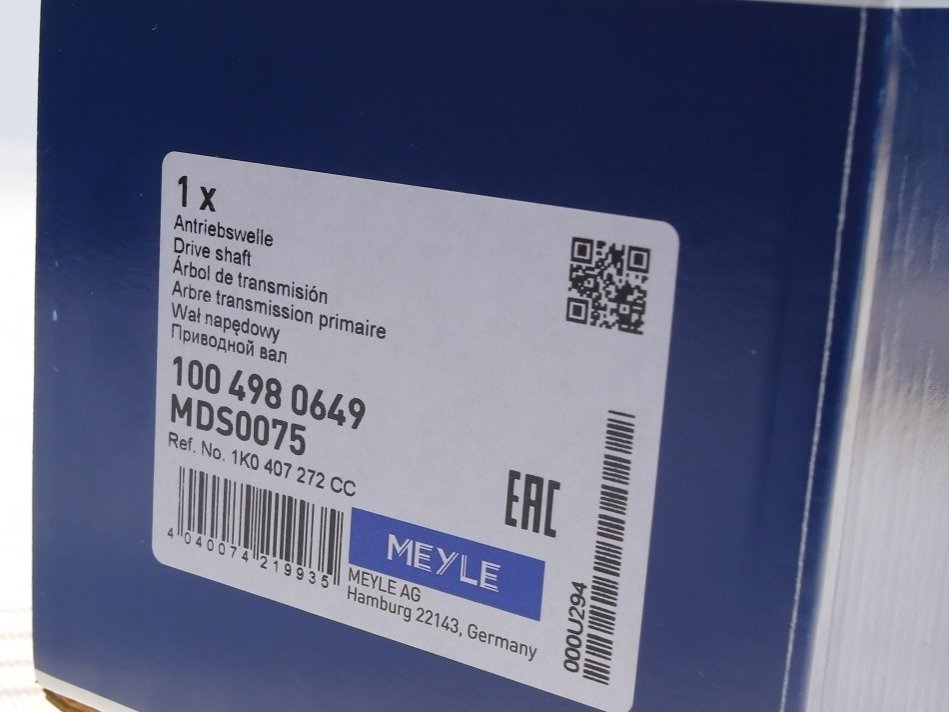 1 x
Antriebswelle
Drive shaft
Árbol de transmisión
Arbre transmission primaire
Wał napędowy
Приводной вал
100 498 0649
MDS0075
Ref. No. 1K0 407 272 CC
4 040074 219935
EAC
MEYLE
MEYLE AG
Hamburg 22143, Germany
000U294